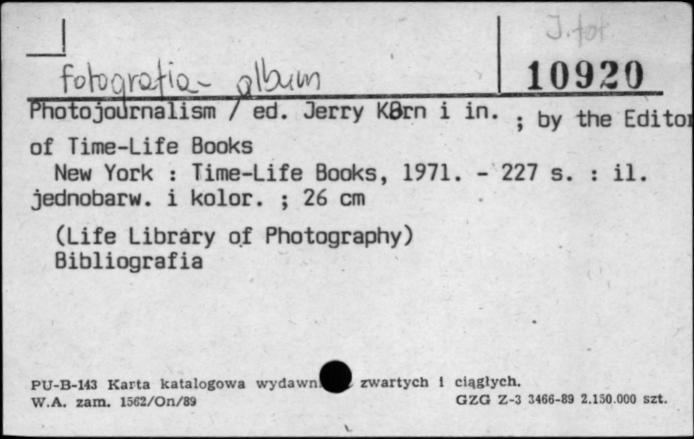 J. fot
fotografia - album
10920
Photojournalism / ed. Jerry Körn i in. ; by the Editor
of Time-Life Books
New York : Time-Life Books, 1971. - 227 s. : il.
jednobarw. i kolor. ; 26 cm
(Life Library of Photography)
Bibliografia
PU-B-143 Karta katalogowa wydawn zwartych i ciągłych.
W.A. zam. 1562/On/89
GZG Z-3 3466-89 2.150.000 szt.